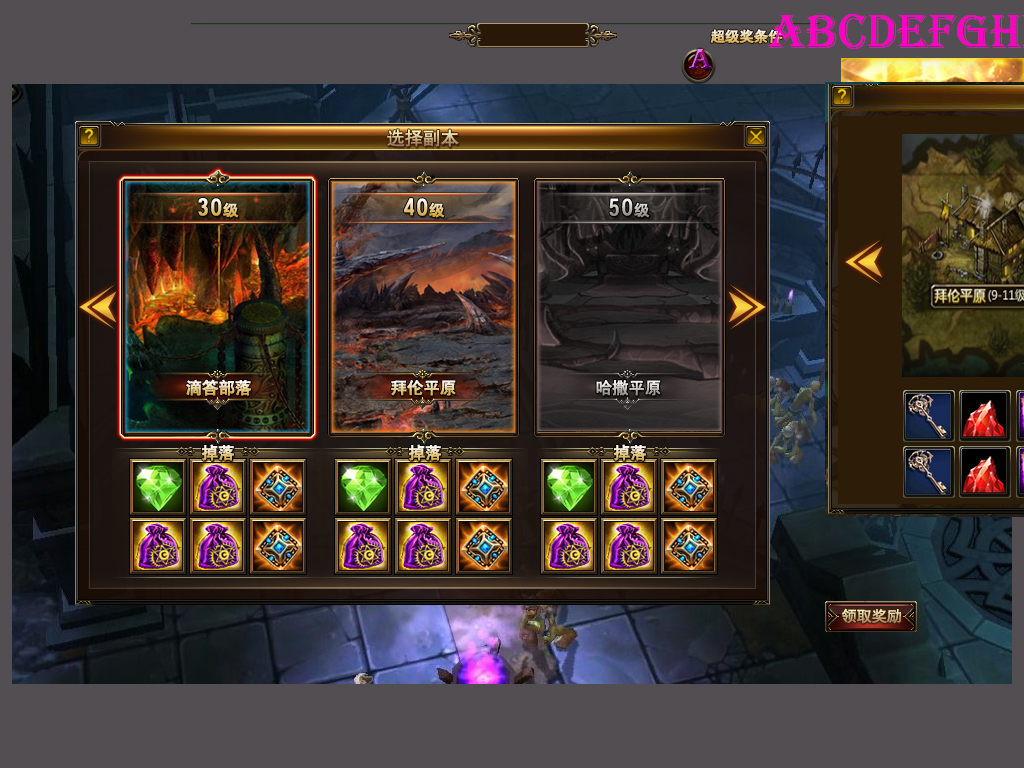 超级奖条件
ABCDEFGH
A
?
选择副本
?
30级
40级
50级
拜伦平原(9-11级
滴答部落
拜伦平原
哈撒平原
掉落
掉落
掉落
领取奖励